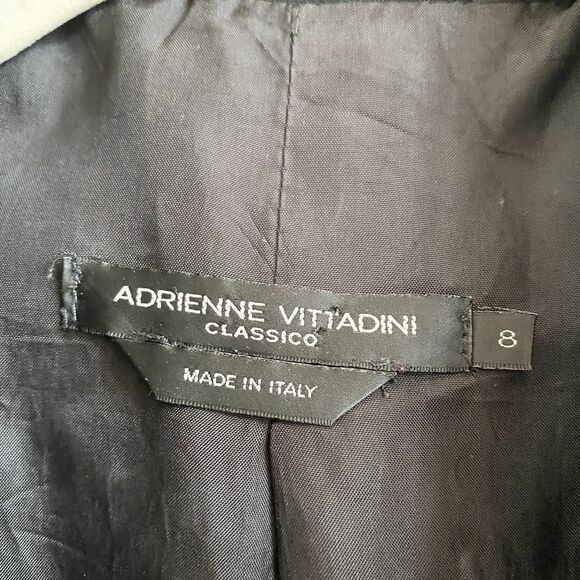 ADRIENNE VITTADINI
CLASSICO
8
MADE IN ITALY